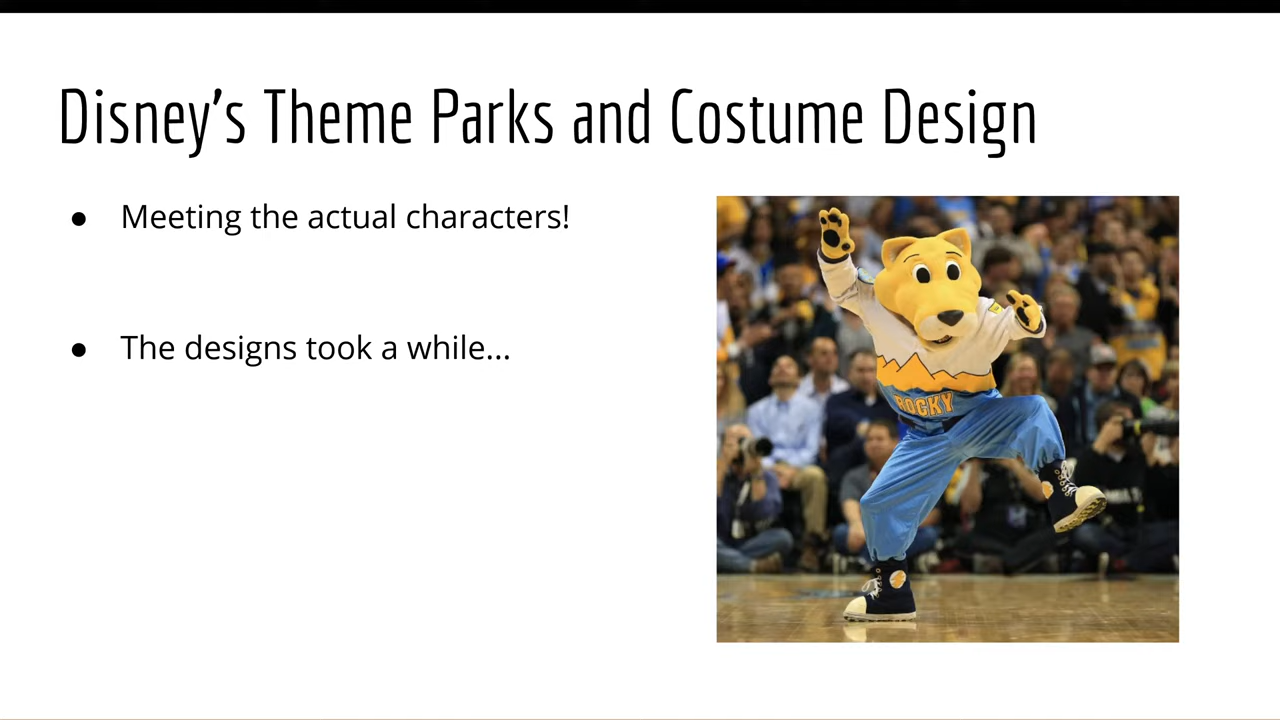 Disney’s Theme Parks and Costume Design
● Meeting the actual characters!
● The designs took a while...
ROCKY